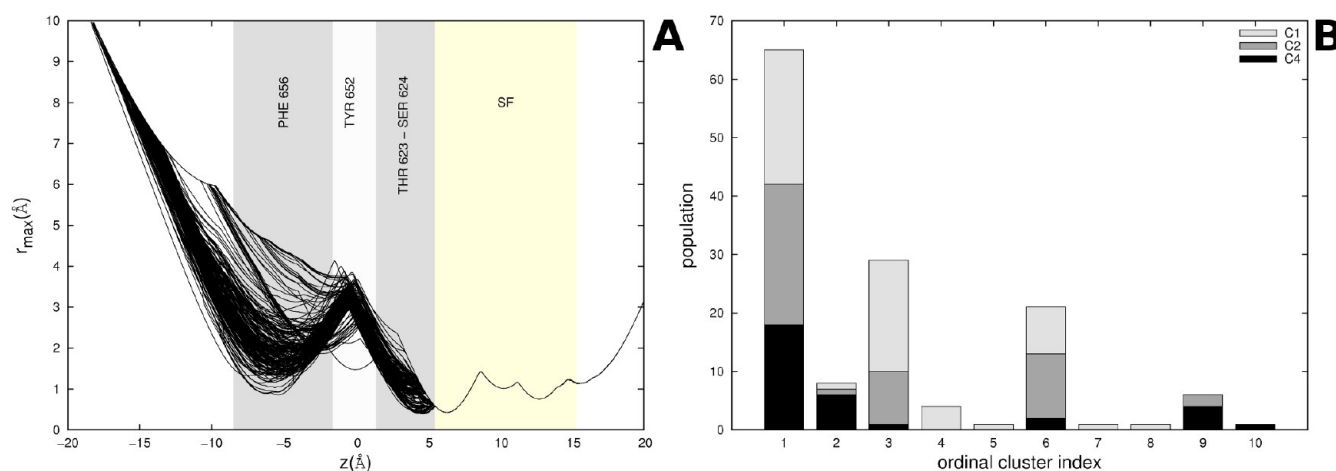 10
9
8
7
6
5
4
3
2
1
0
r_max(Å)
−20
−15
−10
−5
0
5
10
15
20
z(Å)
PHE 656
TYR 652
THR 623 − SER 624
SF
A
70
60
50
40
30
20
10
0
population
1
2
3
4
5
6
7
8
9
10
ordinal cluster index
C1
C2
C4
B